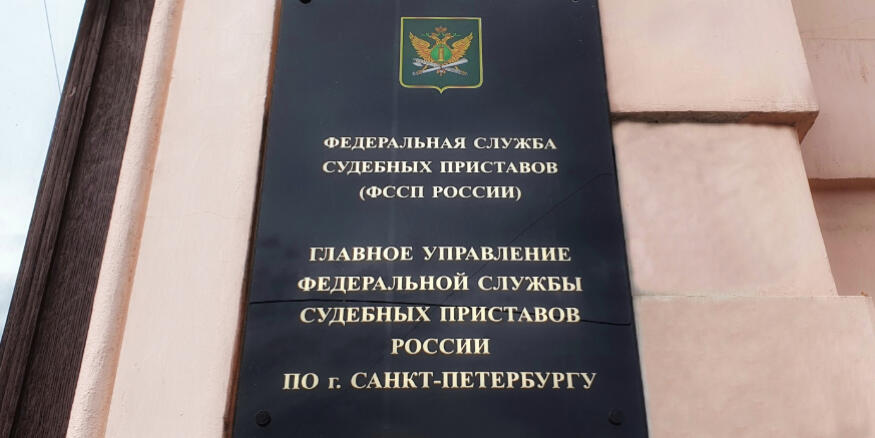 ФЕДЕРАЛЬНАЯ СЛУЖБА
СУДЕБНЫХ ПРИСТАВОВ
(ФССП РОССИИ)
ГЛАВНОЕ УПРАВЛЕНИЕ
ФЕДЕРАЛЬНОЙ СЛУЖБЫ
СУДЕБНЫХ ПРИСТАВОВ
РОССИИ
ПО г. САНКТ-ПЕТЕРБУРГУ